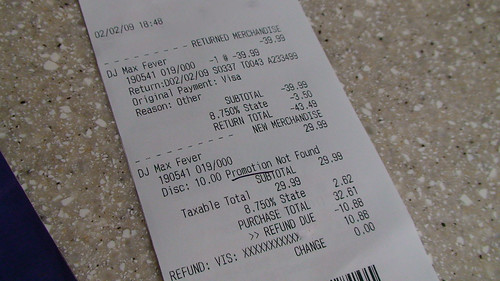 02/02/09 18:48
- - - - - - - - - RETURNED MERCHANDISE
-39.99
DJ Max Fever
190541 019/000 -1 @ -39.99
Return:D02/02/09 S0337 T0043 A233499
Original Payment: Visa
Reason: Other
SUBTOTAL -39.99
8.750% State -3.50
RETURN TOTAL -43.49
- - - - - - - - - NEW MERCHANDISE
29.99
DJ Max Fever
190541 019/000
Disc: 10.00 Promotion Not Found
SUBTOTAL 29.99
Taxable Total 29.99
8.750% State 2.62
PURCHASE TOTAL 32.61
>> REFUND DUE -10.88
REFUND: VIS: XXXXXXXXXXX 10.88
CHANGE 0.00